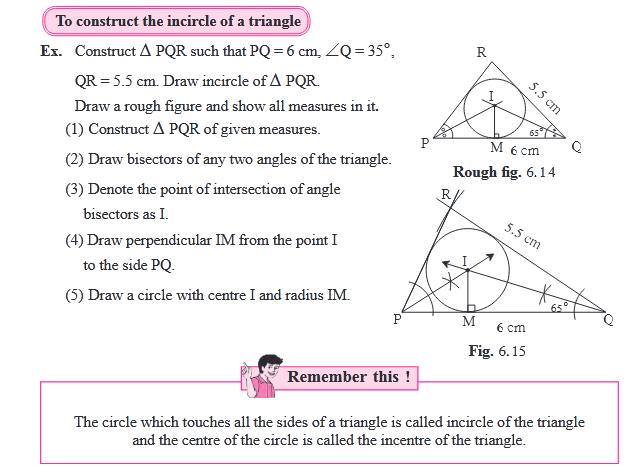 To construct the incircle of a triangle
Ex. Construct Δ PQR such that PQ = 6 cm, ∠Q = 35°,
QR = 5.5 cm. Draw incircle of Δ PQR.
Draw a rough figure and show all measures in it.
(1) Construct Δ PQR of given measures.
(2) Draw bisectors of any two angles of the triangle.
(3) Denote the point of intersection of angle
bisectors as I.
(4) Draw perpendicular IM from the point I
to the side PQ.
(5) Draw a circle with centre I and radius IM.
R
5.5 cm
I
65°
P
M 6 cm
Q
Rough fig. 6.14
R
5.5 cm
I
65°
P
M
Q
6 cm
Fig. 6.15
Remember this !
The circle which touches all the sides of a triangle is called incircle of the triangle
and the centre of the circle is called the incentre of the triangle.